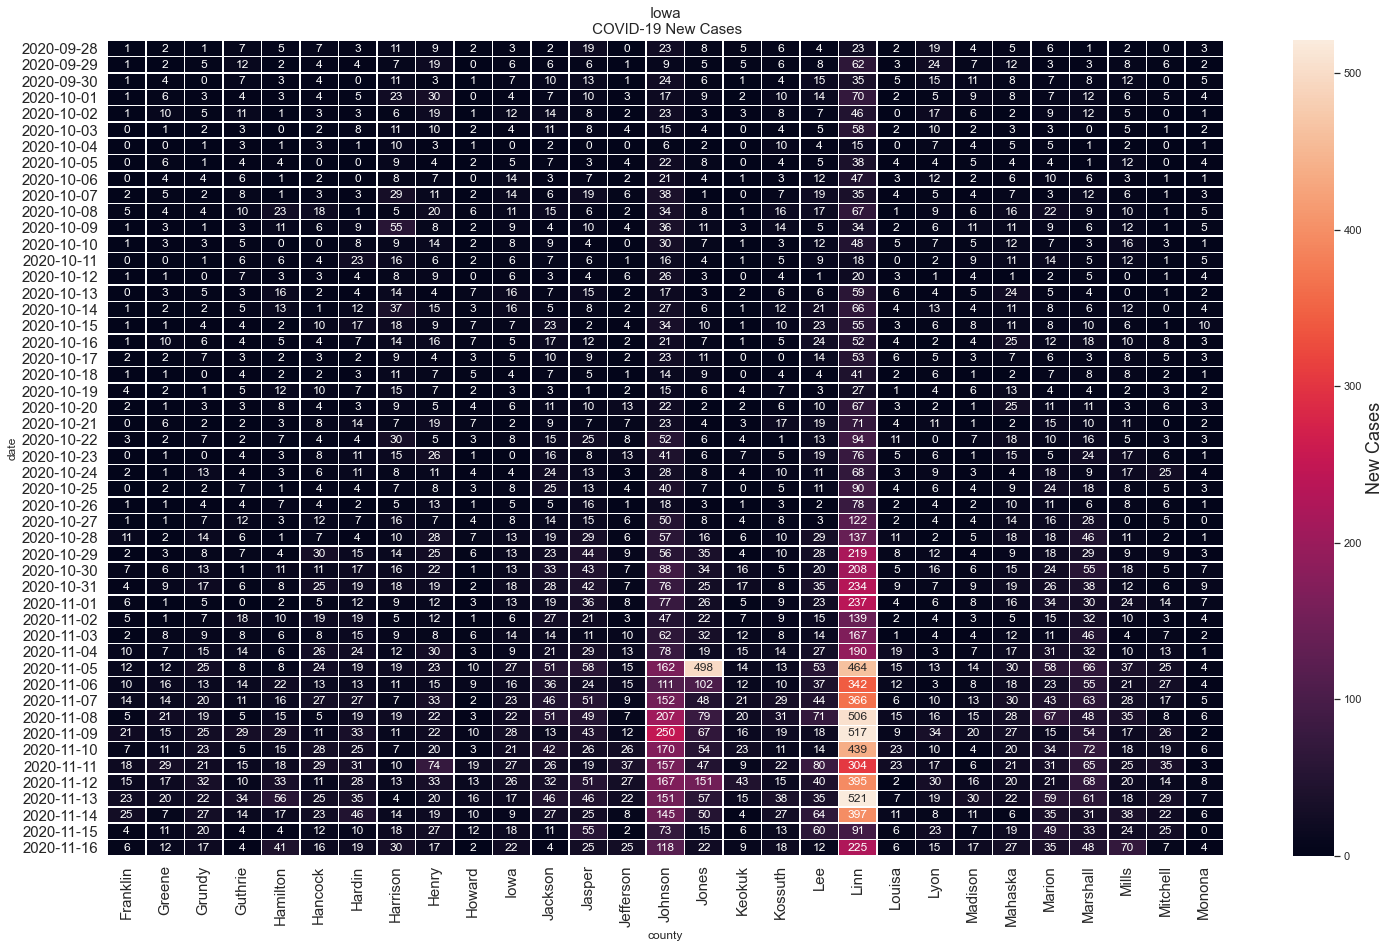 Iowa
COVID-19 New Cases
2020-09-28 1 2 1 7 5 7 3 11 9 2 3 2 19 0 23 8 5 6 4 23 2 19 4 5 6 1 2 0 3
2020-09-29 1 2 5 12 2 4 4 7 19 0 6 6 6 1 9 5 5 6 8 62 3 24 7 12 3 3 8 6 2
2020-09-30 1 4 0 7 3 4 0 11 3 1 7 10 13 1 24 6 1 4 15 35 5 15 11 8 7 8 12 0 5
2020-10-01 1 6 3 4 3 4 5 23 30 0 4 7 10 3 17 9 2 10 14 70 2 5 9 8 7 12 6 5 4
2020-10-02 1 10 5 11 1 3 3 6 19 1 12 14 8 2 23 3 3 8 7 46 0 17 6 2 9 12 5 0 1
2020-10-03 0 1 2 3 0 2 8 11 10 2 4 11 8 4 15 4 0 4 5 58 2 10 2 3 3 0 5 1 2
2020-10-04 0 0 1 3 1 3 1 10 3 1 0 2 0 0 6 2 0 10 4 15 0 7 4 5 5 1 2 0 1
2020-10-05 0 6 1 4 4 0 0 9 4 2 5 7 3 4 22 8 0 4 5 38 4 4 5 4 4 1 12 0 4
2020-10-06 0 4 4 6 1 2 0 8 7 0 14 3 7 2 21 4 1 3 12 47 3 12 2 6 10 6 3 1 1
2020-10-07 2 5 2 8 1 3 3 29 11 2 14 6 19 6 38 1 0 7 19 35 4 5 4 7 3 12 6 1 3
2020-10-08 5 4 4 10 23 18 1 5 20 6 11 15 6 2 34 8 1 16 17 67 1 9 6 16 22 9 10 1 5
2020-10-09 1 3 1 3 11 6 9 55 8 2 9 4 10 4 36 11 3 14 5 34 2 6 11 11 9 6 12 1 5
2020-10-10 1 3 3 5 0 0 8 9 14 2 8 9 4 0 30 7 1 3 12 48 5 7 5 12 7 3 16 3 1
2020-10-11 0 0 1 6 6 4 23 16 6 2 6 7 6 1 16 4 1 5 9 18 0 2 9 11 14 5 12 1 5
2020-10-12 1 1 0 7 3 3 4 8 9 0 6 3 4 6 26 3 0 4 1 20 3 1 4 1 2 5 0 1 4
2020-10-13 0 3 5 3 16 2 4 14 4 7 16 7 15 2 17 3 2 6 6 59 6 4 5 24 5 4 0 1 2
2020-10-14 1 2 2 5 13 1 12 37 15 3 16 5 8 2 27 6 1 12 21 66 4 13 4 11 8 6 12 0 4
2020-10-15 1 1 4 4 2 10 17 18 9 7 7 23 2 4 34 10 1 10 23 55 3 6 8 11 8 10 6 1 10
2020-10-16 1 10 6 4 5 4 7 14 16 7 5 17 12 2 21 7 1 5 24 52 4 2 4 25 12 18 10 8 3
2020-10-17 2 2 7 3 2 3 2 9 4 3 5 10 9 2 23 11 0 0 14 53 6 5 3 7 6 3 8 5 3
2020-10-18 1 1 0 4 2 2 3 11 7 5 4 7 5 1 14 9 0 4 4 41 2 6 1 2 7 8 8 2 1
2020-10-19 4 2 1 5 12 10 7 15 7 2 3 3 1 2 15 6 4 7 3 27 1 4 6 13 4 4 2 3 2
2020-10-20 2 1 3 3 8 4 3 9 5 4 6 11 10 13 22 2 2 6 10 67 3 2 1 25 11 11 3 6 3
2020-10-21 0 6 2 2 3 8 14 7 19 7 2 9 7 7 23 4 3 17 19 71 4 11 1 2 15 10 11 0 2
2020-10-22 3 2 7 2 7 4 4 30 5 3 8 15 25 8 52 6 4 1 13 94 11 0 7 18 10 16 5 3 3
2020-10-23 0 1 0 4 3 8 11 15 26 1 0 16 8 13 41 6 7 5 19 76 5 6 1 15 5 24 17 6 1
2020-10-24 2 1 13 4 3 6 11 8 11 4 4 24 13 3 28 8 4 10 11 68 3 9 3 4 18 9 17 25 4
2020-10-25 0 2 2 7 1 4 4 7 8 3 8 25 13 4 40 7 0 5 11 90 4 6 4 9 24 18 8 5 3
2020-10-26 1 1 4 4 7 4 2 5 13 1 5 5 16 1 18 3 1 3 2 78 2 4 2 10 11 6 8 6 1
2020-10-27 1 1 7 12 3 12 7 16 7 4 8 14 15 6 50 8 4 8 3 122 2 4 4 14 16 28 0 5 0
2020-10-28 11 2 14 6 1 7 4 10 28 7 13 19 29 6 57 16 6 10 29 137 11 2 5 18 18 46 11 2 1
2020-10-29 2 3 8 7 4 30 15 14 25 6 13 23 44 9 56 35 4 10 28 219 8 12 4 9 18 29 9 9 3
2020-10-30 7 6 13 1 11 11 17 16 22 1 13 33 43 7 88 34 16 5 20 208 5 16 6 15 24 55 18 5 7
2020-10-31 4 9 17 6 8 25 19 18 19 2 18 28 42 7 76 25 17 8 35 234 9 7 9 19 26 38 12 6 9
2020-11-01 6 1 5 0 2 5 12 9 12 3 13 19 36 8 77 26 5 9 23 237 4 6 8 16 34 30 24 14 7
2020-11-02 5 1 7 18 10 19 19 5 12 1 6 27 21 3 47 22 7 9 15 139 2 4 3 5 15 32 10 3 4
2020-11-03 2 8 9 8 6 8 15 9 8 6 14 14 11 10 62 32 12 8 14 167 1 4 4 12 11 46 4 7 2
2020-11-04 10 7 15 14 6 26 24 12 30 3 9 21 29 13 78 19 15 14 27 190 19 3 7 17 31 32 10 13 1
2020-11-05 12 12 25 8 8 24 19 19 23 10 27 51 58 15 162 498 14 13 53 464 15 13 14 30 58 66 37 25 4
2020-11-06 10 16 13 14 22 13 13 11 15 9 16 36 24 15 111 102 12 10 37 342 12 3 8 18 23 55 21 27 4
2020-11-07 14 14 20 11 16 27 27 7 33 2 23 46 51 9 152 48 21 29 44 366 6 10 13 30 43 63 28 17 5
2020-11-08 5 21 19 5 15 5 19 19 22 3 22 51 49 7 207 79 20 31 71 506 15 16 15 28 67 48 35 8 6
2020-11-09 21 15 25 29 29 11 33 11 22 10 28 13 43 12 250 67 16 19 18 517 9 34 20 27 15 54 17 26 2
2020-11-10 7 11 23 5 15 28 25 7 20 3 21 42 26 26 170 54 23 11 14 439 23 10 4 20 34 72 18 19 6
2020-11-11 18 29 21 15 18 29 31 10 74 19 27 26 19 37 157 47 9 22 80 304 23 17 6 21 31 65 25 35 3
2020-11-12 15 17 32 10 33 11 28 13 33 13 26 32 51 27 167 151 43 15 40 395 2 30 16 20 21 68 20 14 8
2020-11-13 23 20 22 34 56 25 35 4 20 16 17 46 46 22 151 57 15 38 35 521 7 19 30 22 59 61 18 29 7
2020-11-14 25 7 27 14 17 23 46 14 19 10 9 27 25 8 145 50 4 27 64 397 11 8 11 6 35 31 38 22 6
2020-11-15 4 11 20 4 4 12 10 18 27 12 18 11 55 2 73 15 6 13 60 91 6 23 7 19 49 33 24 25 0
2020-11-16 6 12 17 4 41 16 19 30 17 2 22 4 25 25 118 22 9 18 12 225 6 15 17 27 35 48 70 7 4
date
Franklin Greene Grundy Guthrie Hamilton Hancock Hardin Harrison Henry Howard Iowa Jackson Jasper Jefferson Johnson Jones Keokuk Kossuth Lee Linn Louisa Lyon Madison Mahaska Marion Marshall Mills Mitchell Monona
county
500
400
300
200
100
0
New Cases